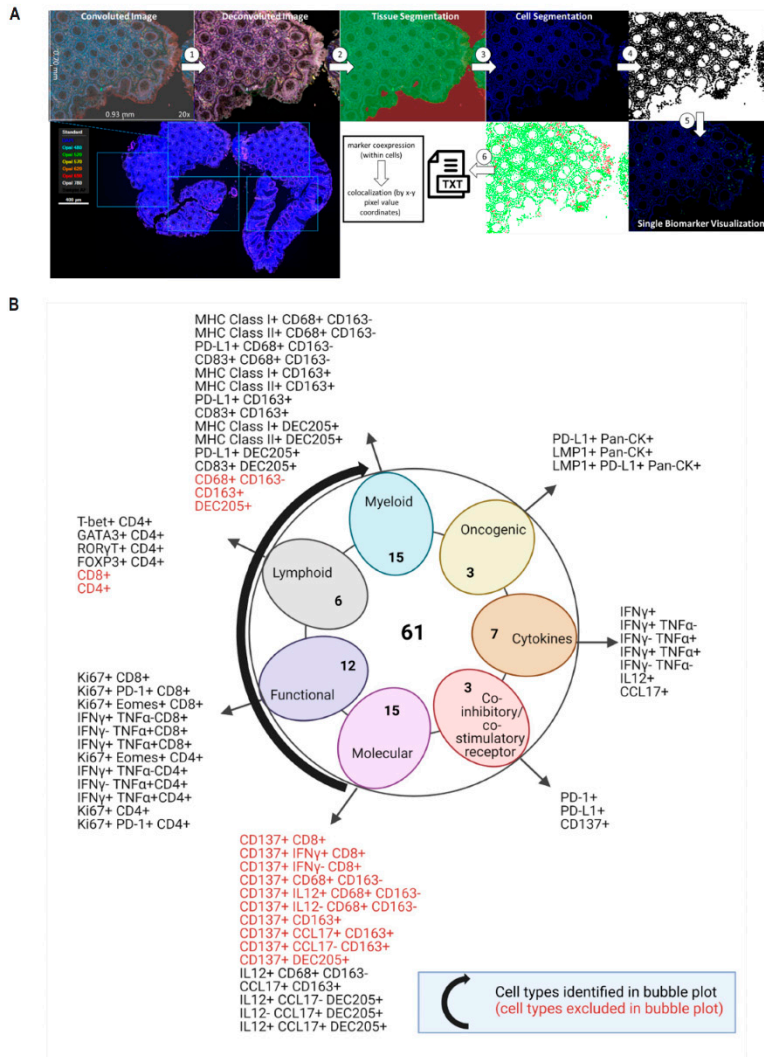 A
Convoluted Image
Deconvoluted Image
Tissue Segmentation
Cell Segmentation
1
2
3
4
0.70 mm
0.93 mm
20x
5
6
Standard
Opal 480
Opal 520
Opal 570
Opal 620
Opal 690
Opal 780
400 µm
marker coexpression
(within cells)
colocalization (by x-y
pixel value
coordinates)
TXT
Single Biomarker Visualization
B
MHC Class I+ CD68+ CD163-
MHC Class II+ CD68+ CD163-
PD-L1+ CD68+ CD163-
CD83+ CD68+ CD163-
MHC Class I+ CD163+
MHC Class II+ CD163+
PD-L1+ CD163+
CD83+ CD163+
MHC Class I+ DEC205+
MHC Class II+ DEC205+
PD-L1+ DEC205+
CD83+ DEC205+
CD68+ CD163-
CD163+
DEC205+
PD-L1+ Pan-CK+
LMP1+ Pan-CK+
LMP1+ PD-L1+ Pan-CK+
T-bet+ CD4+
GATA3+ CD4+
RORγT+ CD4+
FOXP3+ CD4+
CD8+
CD4+
Myeloid
15
Oncogenic
3
Lymphoid
6
61
7
Cytokines
IFNγ+
IFNγ+ TNFα-
IFNγ- TNFα+
IFNγ+ TNFα+
IFNγ- TNFα-
IL12+
CCL17+
12
Functional
15
Molecular
3
Co-
inhibitory/
co-
stimulatory
receptor
Ki67+ CD8+
Ki67+ PD-1+ CD8+
Ki67+ Eomes+ CD8+
IFNγ+ TNFα-CD8+
IFNγ- TNFα+CD8+
IFNγ+ TNFα+CD8+
Ki67+ Eomes+ CD4+
IFNγ+ TNFα-CD4+
IFNγ- TNFα+CD4+
IFNγ+ TNFα+CD4+
Ki67+ CD4+
Ki67+ PD-1+ CD4+
PD-1+
PD-L1+
CD137+
CD137+ CD8+
CD137+ IFNγ+ CD8+
CD137+ IFNγ- CD8+
CD137+ CD68+ CD163-
CD137+ IL12+ CD68+ CD163-
CD137+ IL12- CD68+ CD163-
CD137+ CD163+
CD137+ CCL17+ CD163+
CD137+ CCL17- CD163+
CD137+ DEC205+
IL12+ CD68+ CD163-
CCL17+ CD163+
IL12+ CCL17- DEC205+
IL12- CCL17+ DEC205+
IL12+ CCL17+ DEC205+
Cell types identified in bubble plot
(cell types excluded in bubble plot)